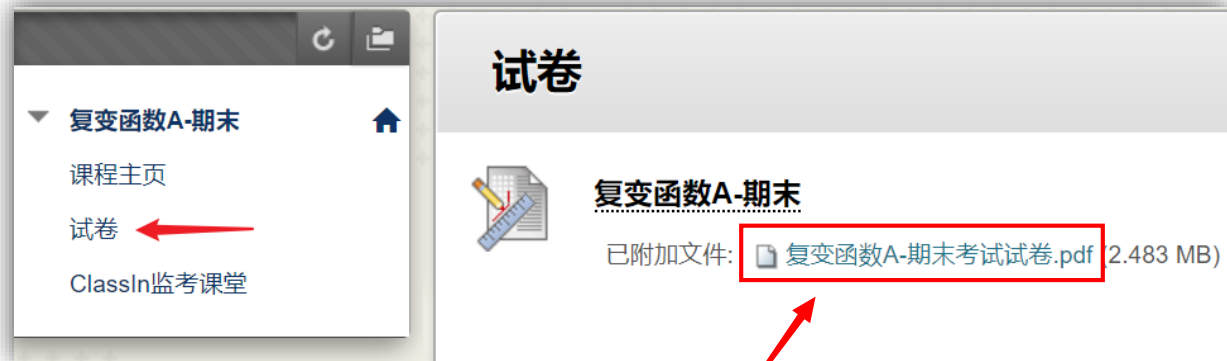 复变函数A-期末
课程主页
试卷
ClassIn监考课堂
试卷
复变函数A-期末
已附加文件: 复变函数A-期末考试试卷.pdf (2.483 MB)